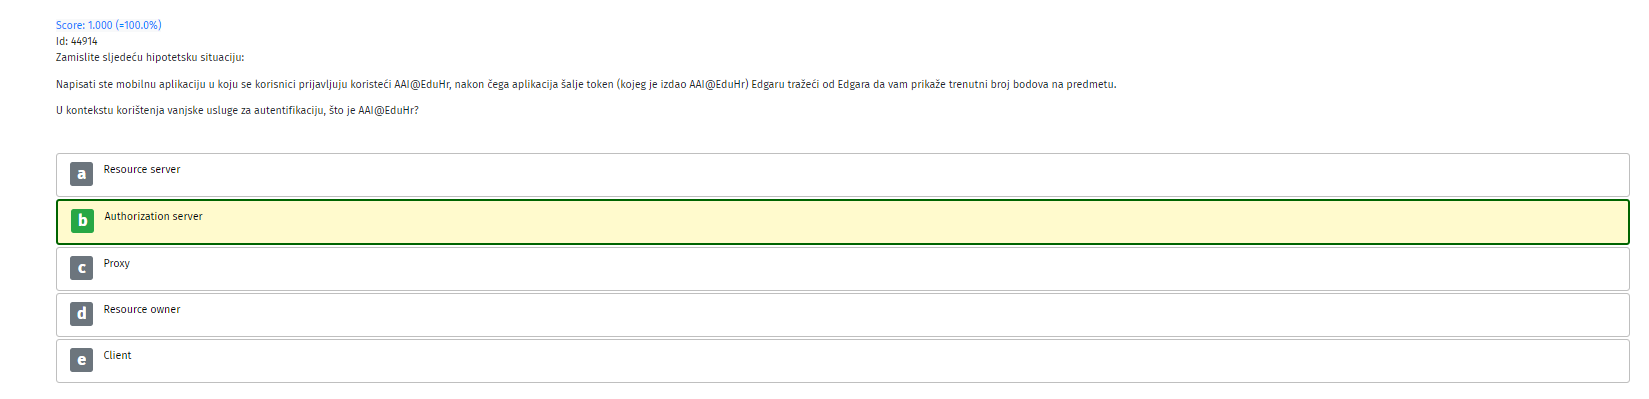 Score: 1.000 (=100.0%)
Id: 44914
Zamislite sljedeću hipotetsku situaciju:
Napisati ste mobilnu aplikaciju u koju se korisnici prijavljuju koristeći AAI@EduHr, nakon čega aplikacija šalje token (kojeg je izdao AAI@EduHr) Edgaru tražeći od Edgara da vam prikaže trenutni broj bodova na predmetu.
U kontekstu korištenja vanjske usluge za autentifikaciju, što je AAI@EduHr?
a Resource server
b Authorization server
c Proxy
d Resource owner
e Client